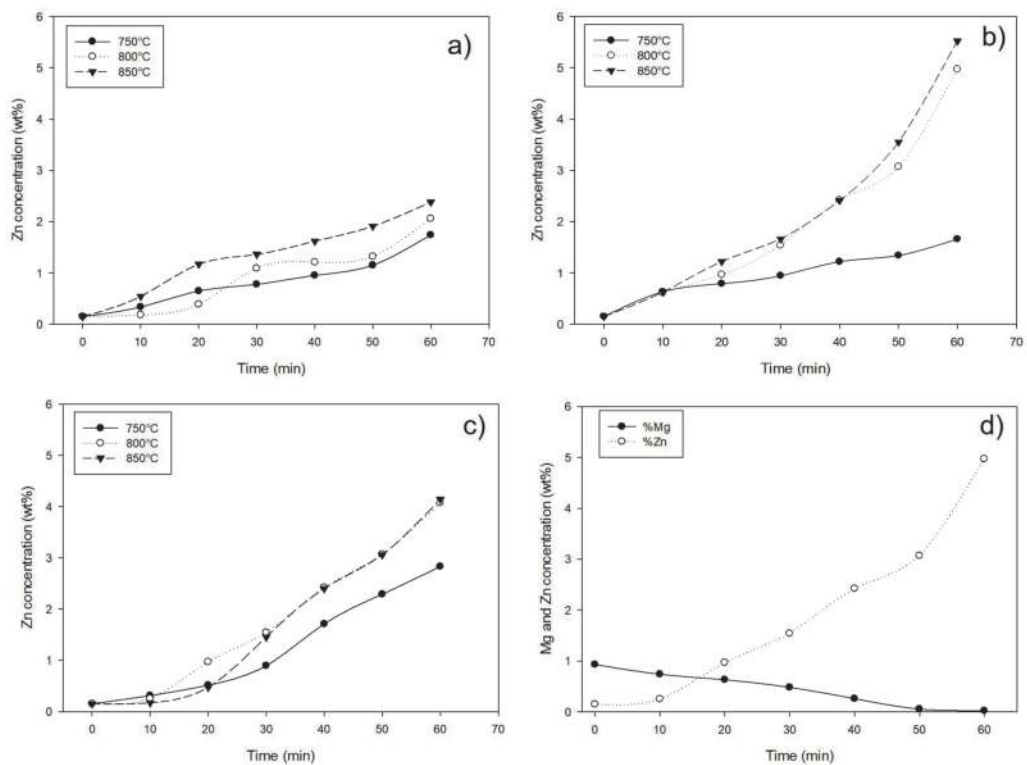 a)
750°C
800°C
850°C
Zn concentration (wt%)
6
5
4
3
2
1
0
0 10 20 30 40 50 60 70
Time (min)
b)
750°C
800°C
850°C
Zn concentration (wt%)
6
5
4
3
2
1
0
0 10 20 30 40 50 60 70
Time (min)
c)
750°C
800°C
850°C
Zn concentration (wt%)
6
5
4
3
2
1
0
0 10 20 30 40 50 60 70
Time (min)
d)
%Mg
%Zn
Mg and Zn concentration (wt%)
6
5
4
3
2
1
0
0 10 20 30 40 50 60
Time (min)